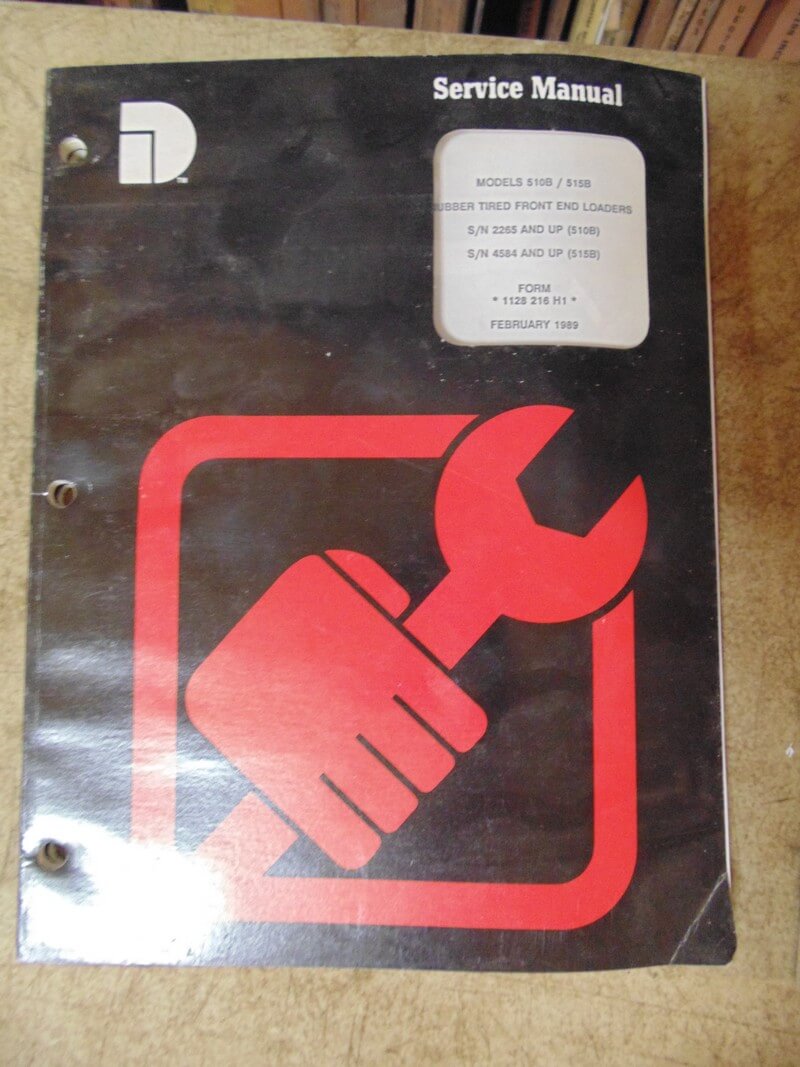 Service Manual
D
TM
MODELS 510B / 515B
UBBER TIRED FRONT END LOADERS
S/N 2265 AND UP (510B)
S/N 4584 AND UP (515B)
FORM
* 1128 216 H1 *
FEBRUARY 1989